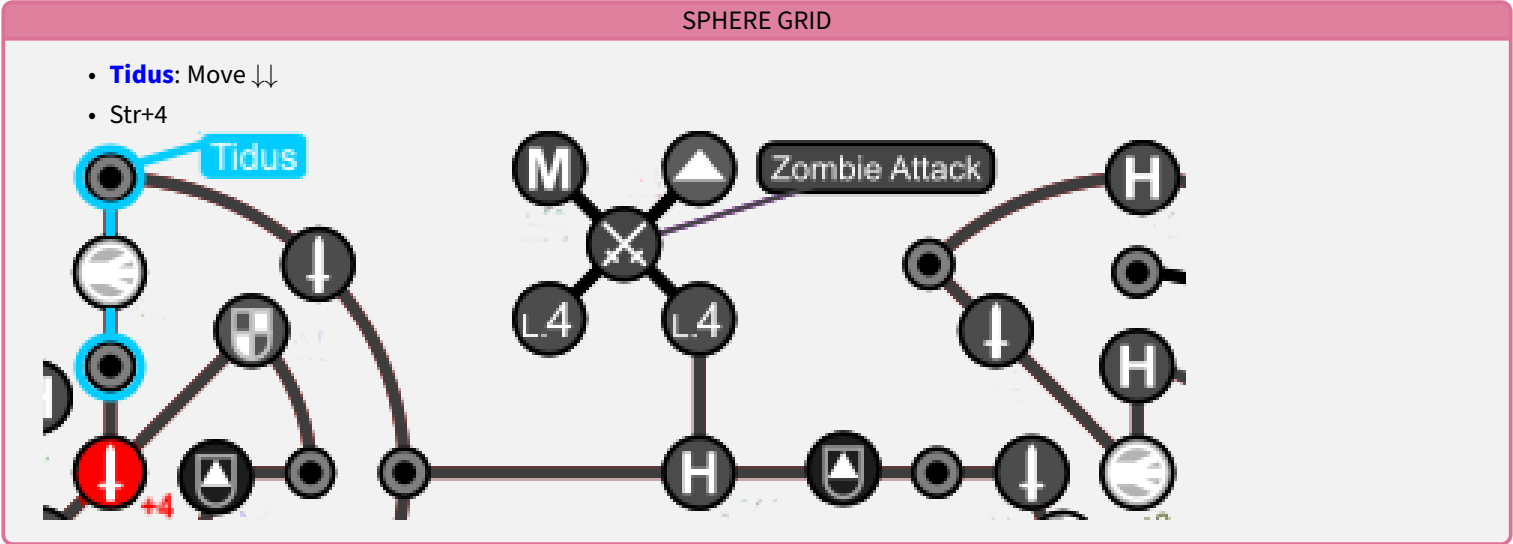 SPHERE GRID
• Tidus: Move ↓↓
• Str+4
Tidus
M
Zombie Attack
H
L.4 L.4
H
+4
H